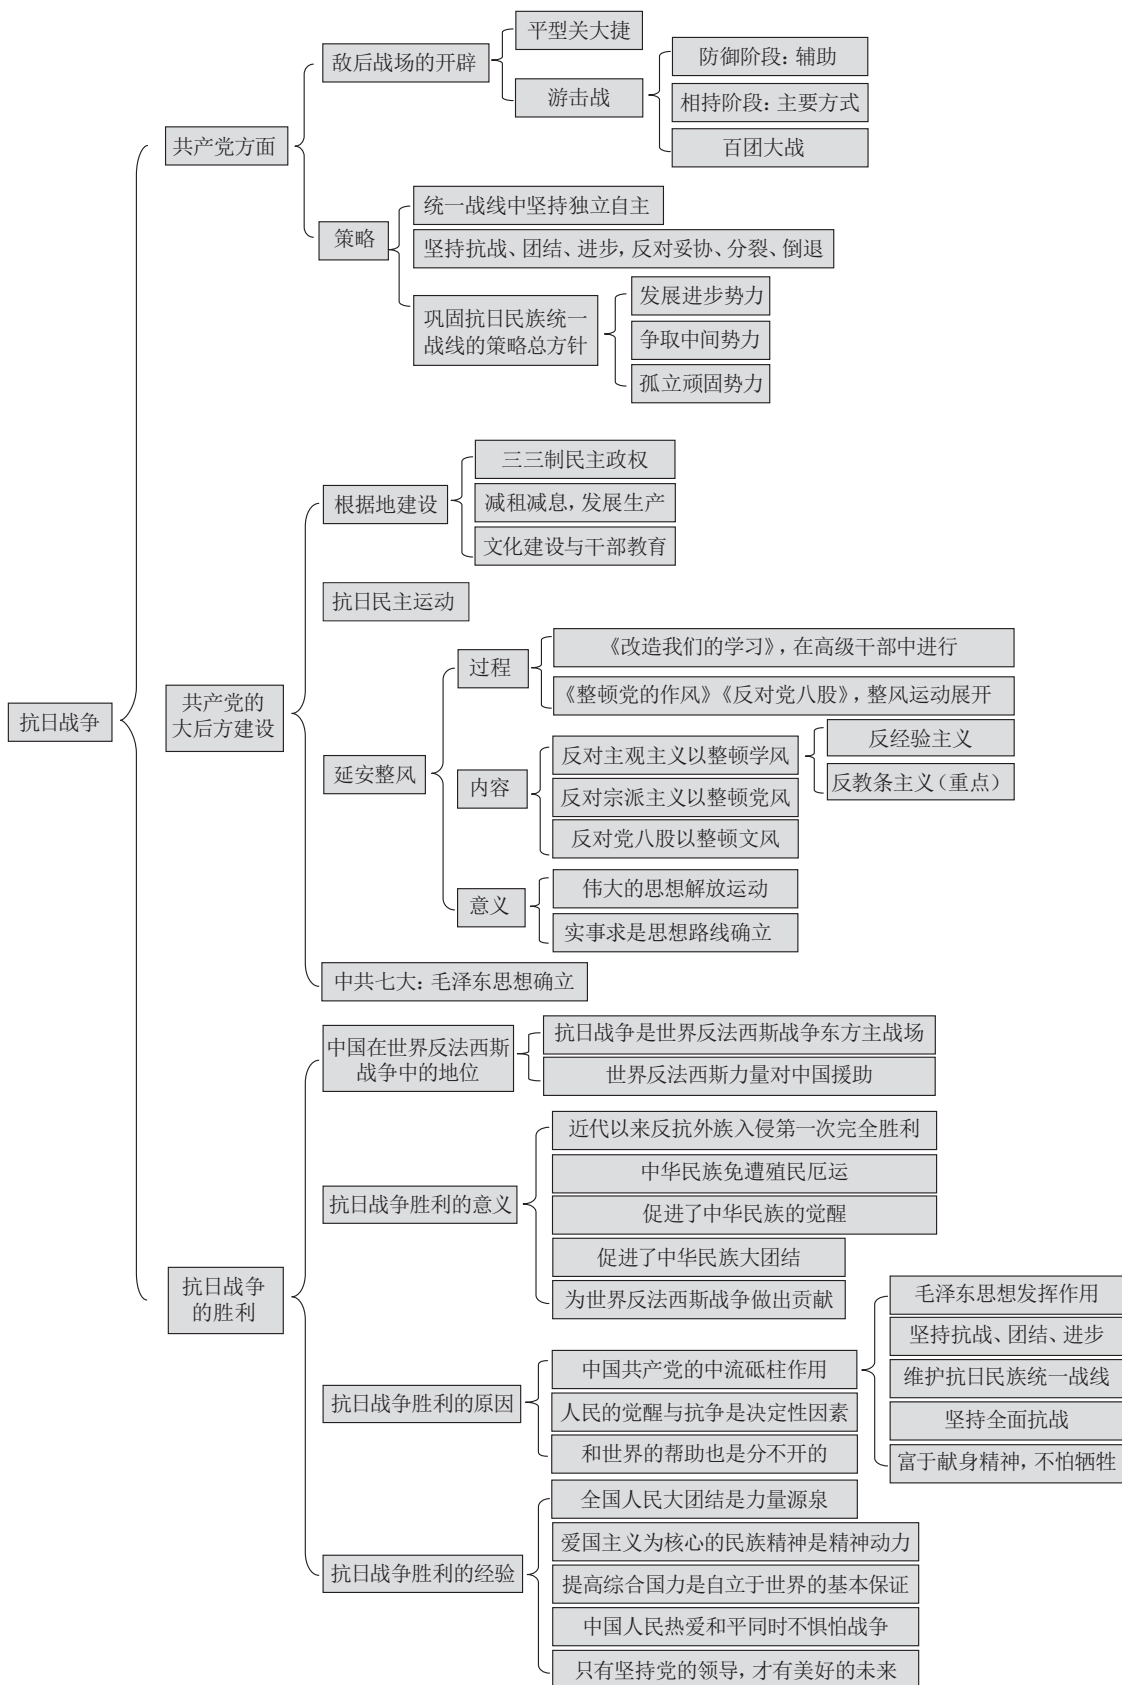 抗日战争
共产党方面
敌后战场的开辟
平型关大捷
游击战
防御阶段：辅助
相持阶段：主要方式
百团大战
策略
统一战线中坚持独立自主
坚持抗战、团结、进步，反对妥协、分裂、倒退
巩固抗日民族统一
战线的策略总方针
发展进步势力
争取中间势力
孤立顽固势力
共产党的
大后方建设
根据地建设
三三制民主政权
减租减息，发展生产
文化建设与干部教育
抗日民主运动
延安整风
过程
《改造我们的学习》，在高级干部中进行
《整顿党的作风》《反对党八股》，整风运动展开
内容
反对主观主义以整顿学风
反经验主义
反教条主义（重点）
反对宗派主义以整顿党风
反对党八股以整顿文风
意义
伟大的思想解放运动
实事求是思想路线确立
中共七大：毛泽东思想确立
抗日战争
的胜利
中国在世界反法西斯
战争中的地位
抗日战争是世界反法西斯战争东方主战场
世界反法西斯力量对中国援助
抗日战争胜利的意义
近代以来反抗外族入侵第一次完全胜利
中华民族免遭殖民厄运
促进了中华民族的觉醒
促进了中华民族大团结
为世界反法西斯战争做出贡献
抗日战争胜利的原因
中国共产党的中流砥柱作用
毛泽东思想发挥作用
坚持抗战、团结、进步
维护抗日民族统一战线
坚持全面抗战
富于献身精神，不怕牺牲
人民的觉醒与抗争是决定性因素
和世界的帮助也是分不开的
抗日战争胜利的经验
全国人民大团结是力量源泉
爱国主义为核心的民族精神是精神动力
提高综合国力是自立于世界的基本保证
中国人民热爱和平同时不惧怕战争
只有坚持党的领导，才有美好的未来